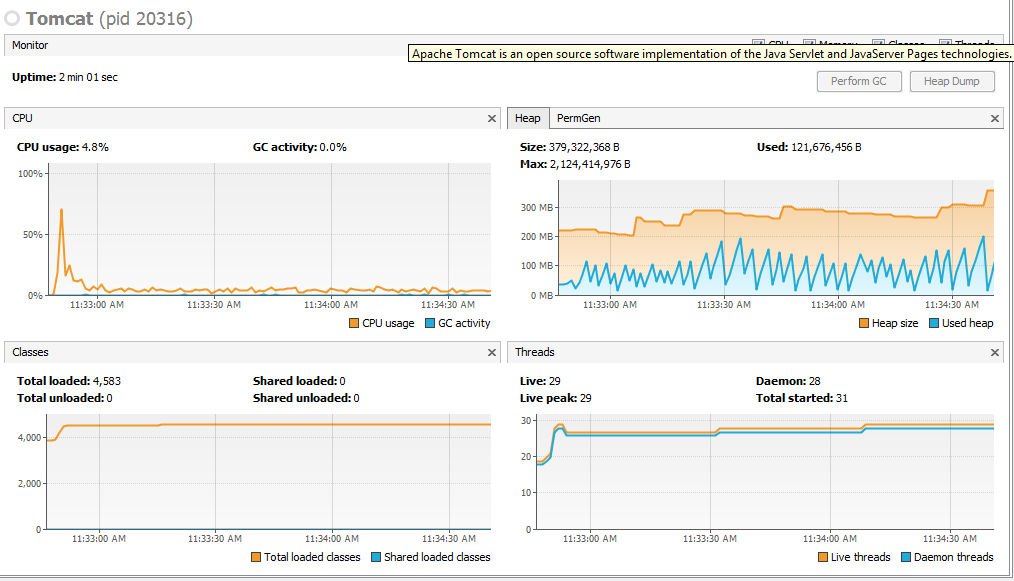 Tomcat (pid 20316)
Monitor
Apache Tomcat is an open source software implementation of the Java Servlet and JavaServer Pages technologies.
Uptime: 2 min 01 sec
Perform GC Heap Dump
CPU
CPU usage: 4.8% GC activity: 0.0%
100%
50%
0%
11:33:00 AM 11:33:30 AM 11:34:00 AM 11:34:30 AM
CPU usage GC activity
Heap PermGen
Size: 379,322,368 B Used: 121,676,456 B
Max: 2,124,414,976 B
300 MB
200 MB
100 MB
0 MB
11:33:00 AM 11:33:30 AM 11:34:00 AM 11:34:30 AM
Heap size Used heap
Classes
Total loaded: 4,583 Shared loaded: 0
Total unloaded: 0 Shared unloaded: 0
4,000
2,000
0
11:33:00 AM 11:33:30 AM 11:34:00 AM 11:34:30 AM
Total loaded classes Shared loaded classes
Threads
Live: 29 Daemon: 28
Live peak: 29 Total started: 31
30
20
10
0
11:33:00 AM 11:33:30 AM 11:34:00 AM 11:34:30 AM
Live threads Daemon threads